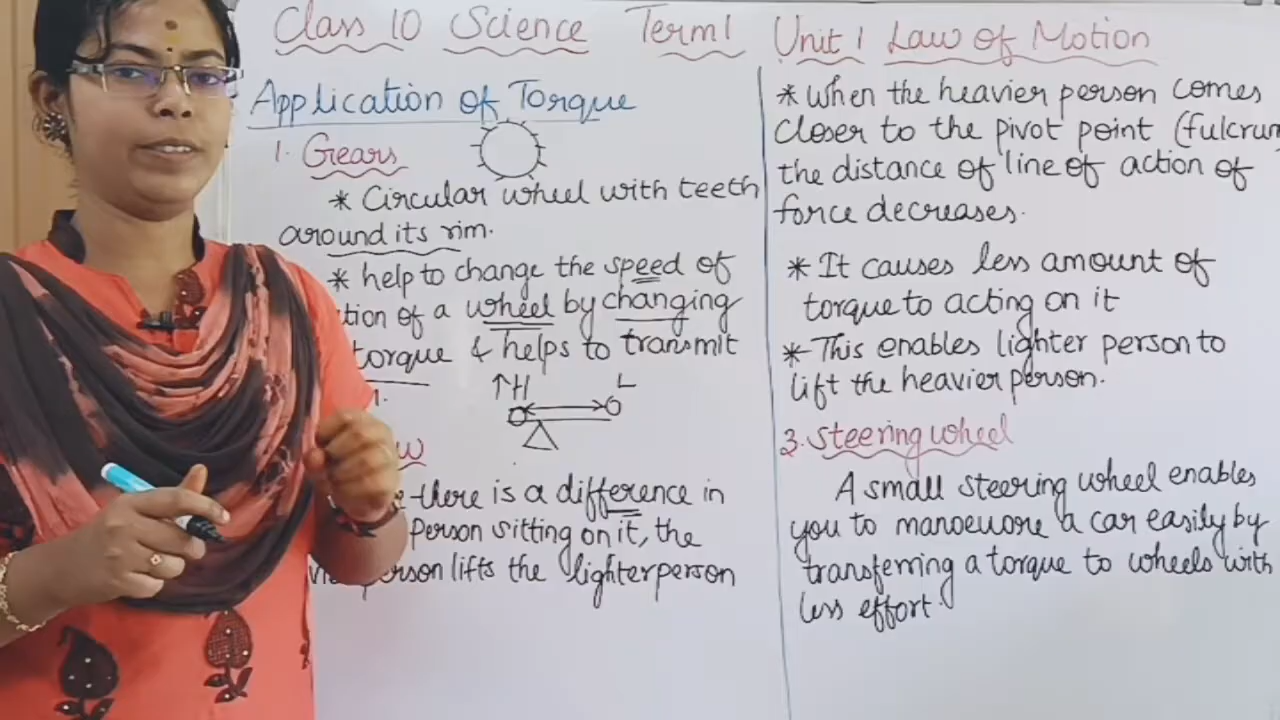 Class 10 Science Term 1 Unit 1 Law of Motion
Application of Torque
1. Gears
* Circular wheel with teeth
around its rim.
* help to change the speed of
tion of a wheel by changing
torque & helps to transmit
↑H L
w
there is a difference in
person sitting on it, the
person lifts the lighter person
* When the heavier person comes
closer to the pivot point (fulcrum
the distance of line of action of
force decreases.
* It causes less amount of
torque to acting on it
* This enables lighter person to
lift the heavier person.
3. Steering wheel
A small steering wheel enables
you to manoeuvre a car easily by
transferring a torque to wheels with
less effort.